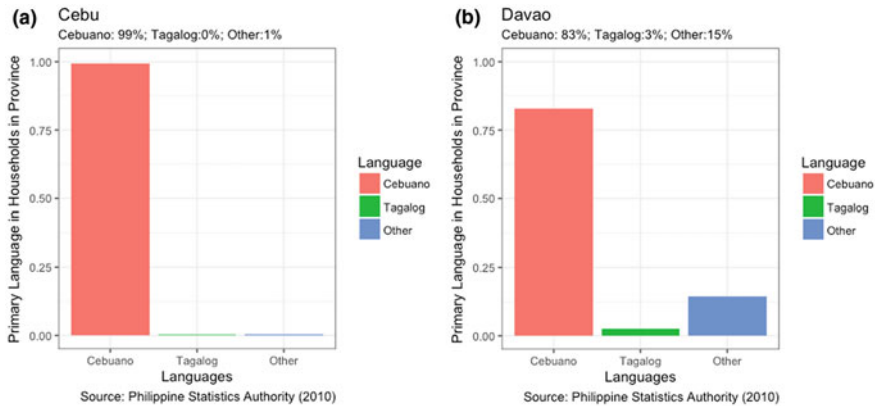 (a) Cebu
Cebuano: 99%; Tagalog:0%; Other:1%
Primary Language in Households in Province
1.00
0.75
0.50
0.25
0.00
Cebuano Tagalog Other
Languages
Source: Philippine Statistics Authority (2010)
Language
Cebuano
Tagalog
Other
(b) Davao
Cebuano: 83%; Tagalog:3%; Other:15%
Primary Language in Households in Province
1.00
0.75
0.50
0.25
0.00
Cebuano Tagalog Other
Languages
Source: Philippine Statistics Authority (2010)
Language
Cebuano
Tagalog
Other